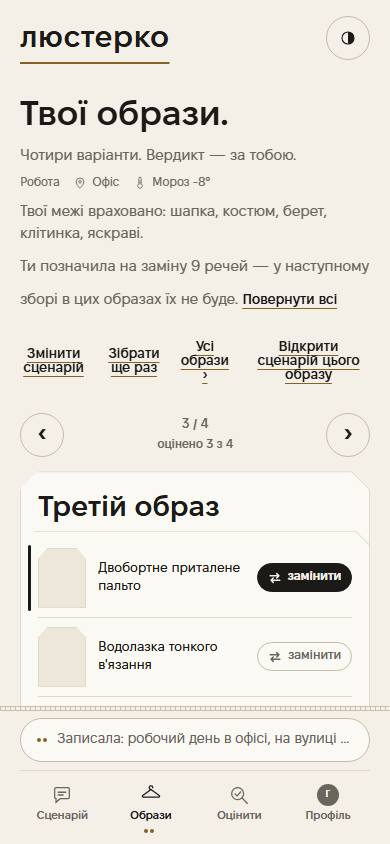 люстерко
Твої образи.
Чотири варіанти. Вердикт — за тобою.
Робота Офіс Мороз -8°
Твої межі враховано: шапка, костюм, берет,
клітинка, яскраві.
Ти позначила на заміну 9 речей — у наступному
зборі в цих образах їх не буде. Повернути всі
Змінити
сценарій
Зібрати
ще раз
Усі
образи
›
Відкрити
сценарій цього
образу
‹
3 / 4
оцінено 3 з 4
›
Третій образ
Двобортне приталене
пальто
замінити
Водолазка тонкого
в'язання
замінити
Записала: робочий день в офісі, на вулиці ...
Сценарій
Образи
Оцінити
Г
Профіль